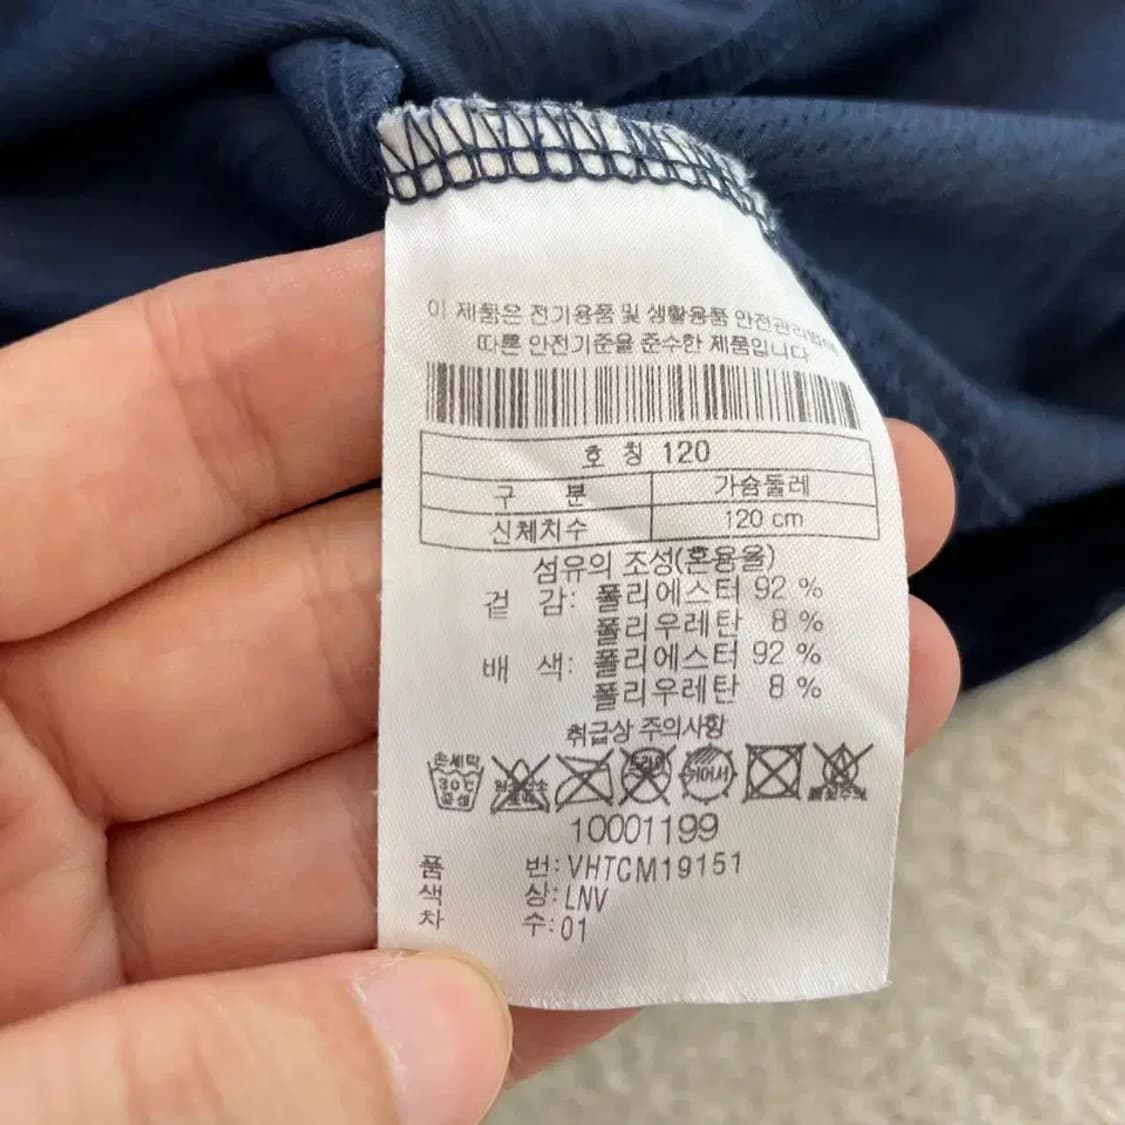 이 제품은 전기용품 및 생활용품 안전관리법에
따른 안전기준을 준수한 제품입니다
호 칭 120
구 분 가슴둘레
신체치수 120 cm
섬유의 조성(혼용율)
겉 감: 폴리에스터 92 %
폴리우레탄 8 %
배 색: 폴리에스터 92 %
폴리우레탄 8 %
취급상 주의사항
손세탁 30℃ 중성 드라이
10001199
품 번: VHTCM19151
색 상: LNV
차 수: 01